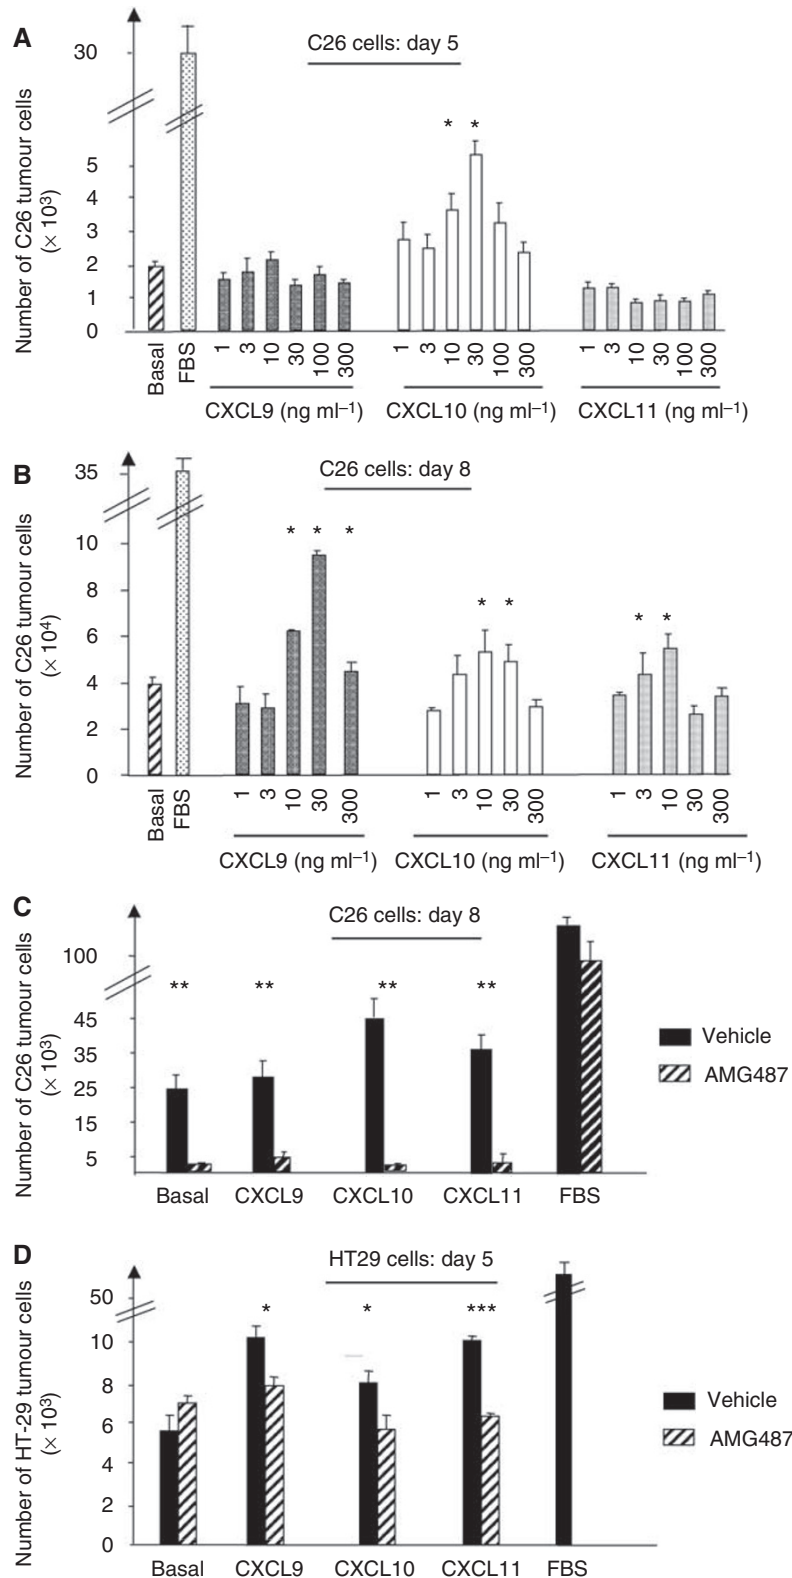 A
C26 cells: day 5
Number of C26 tumour cells
(× 10³)
30
5
4
3
2
1
0
* *
Basal FBS 1 3 10 30 100 300 1 3 10 30 100 300 1 3 10 30 100 300
CXCL9 (ng ml⁻¹) CXCL10 (ng ml⁻¹) CXCL11 (ng ml⁻¹)
B
C26 cells: day 8
Number of C26 tumour cells
(× 10⁴)
35
10
8
6
4
2
0
* * *
* *
* *
Basal FBS 1 3 10 30 300 1 3 10 30 300 1 3 10 30 300
CXCL9 (ng ml⁻¹) CXCL10 (ng ml⁻¹) CXCL11 (ng ml⁻¹)
C
C26 cells: day 8
Number of C26 tumour cells
(× 10³)
100
45
35
25
15
5
** ** ** **
Vehicle
AMG487
Basal CXCL9 CXCL10 CXCL11 FBS
D
HT29 cells: day 5
Number of HT-29 tumour cells
(× 10³)
50
10
8
6
4
2
0
* * ***
Vehicle
AMG487
Basal CXCL9 CXCL10 CXCL11 FBS